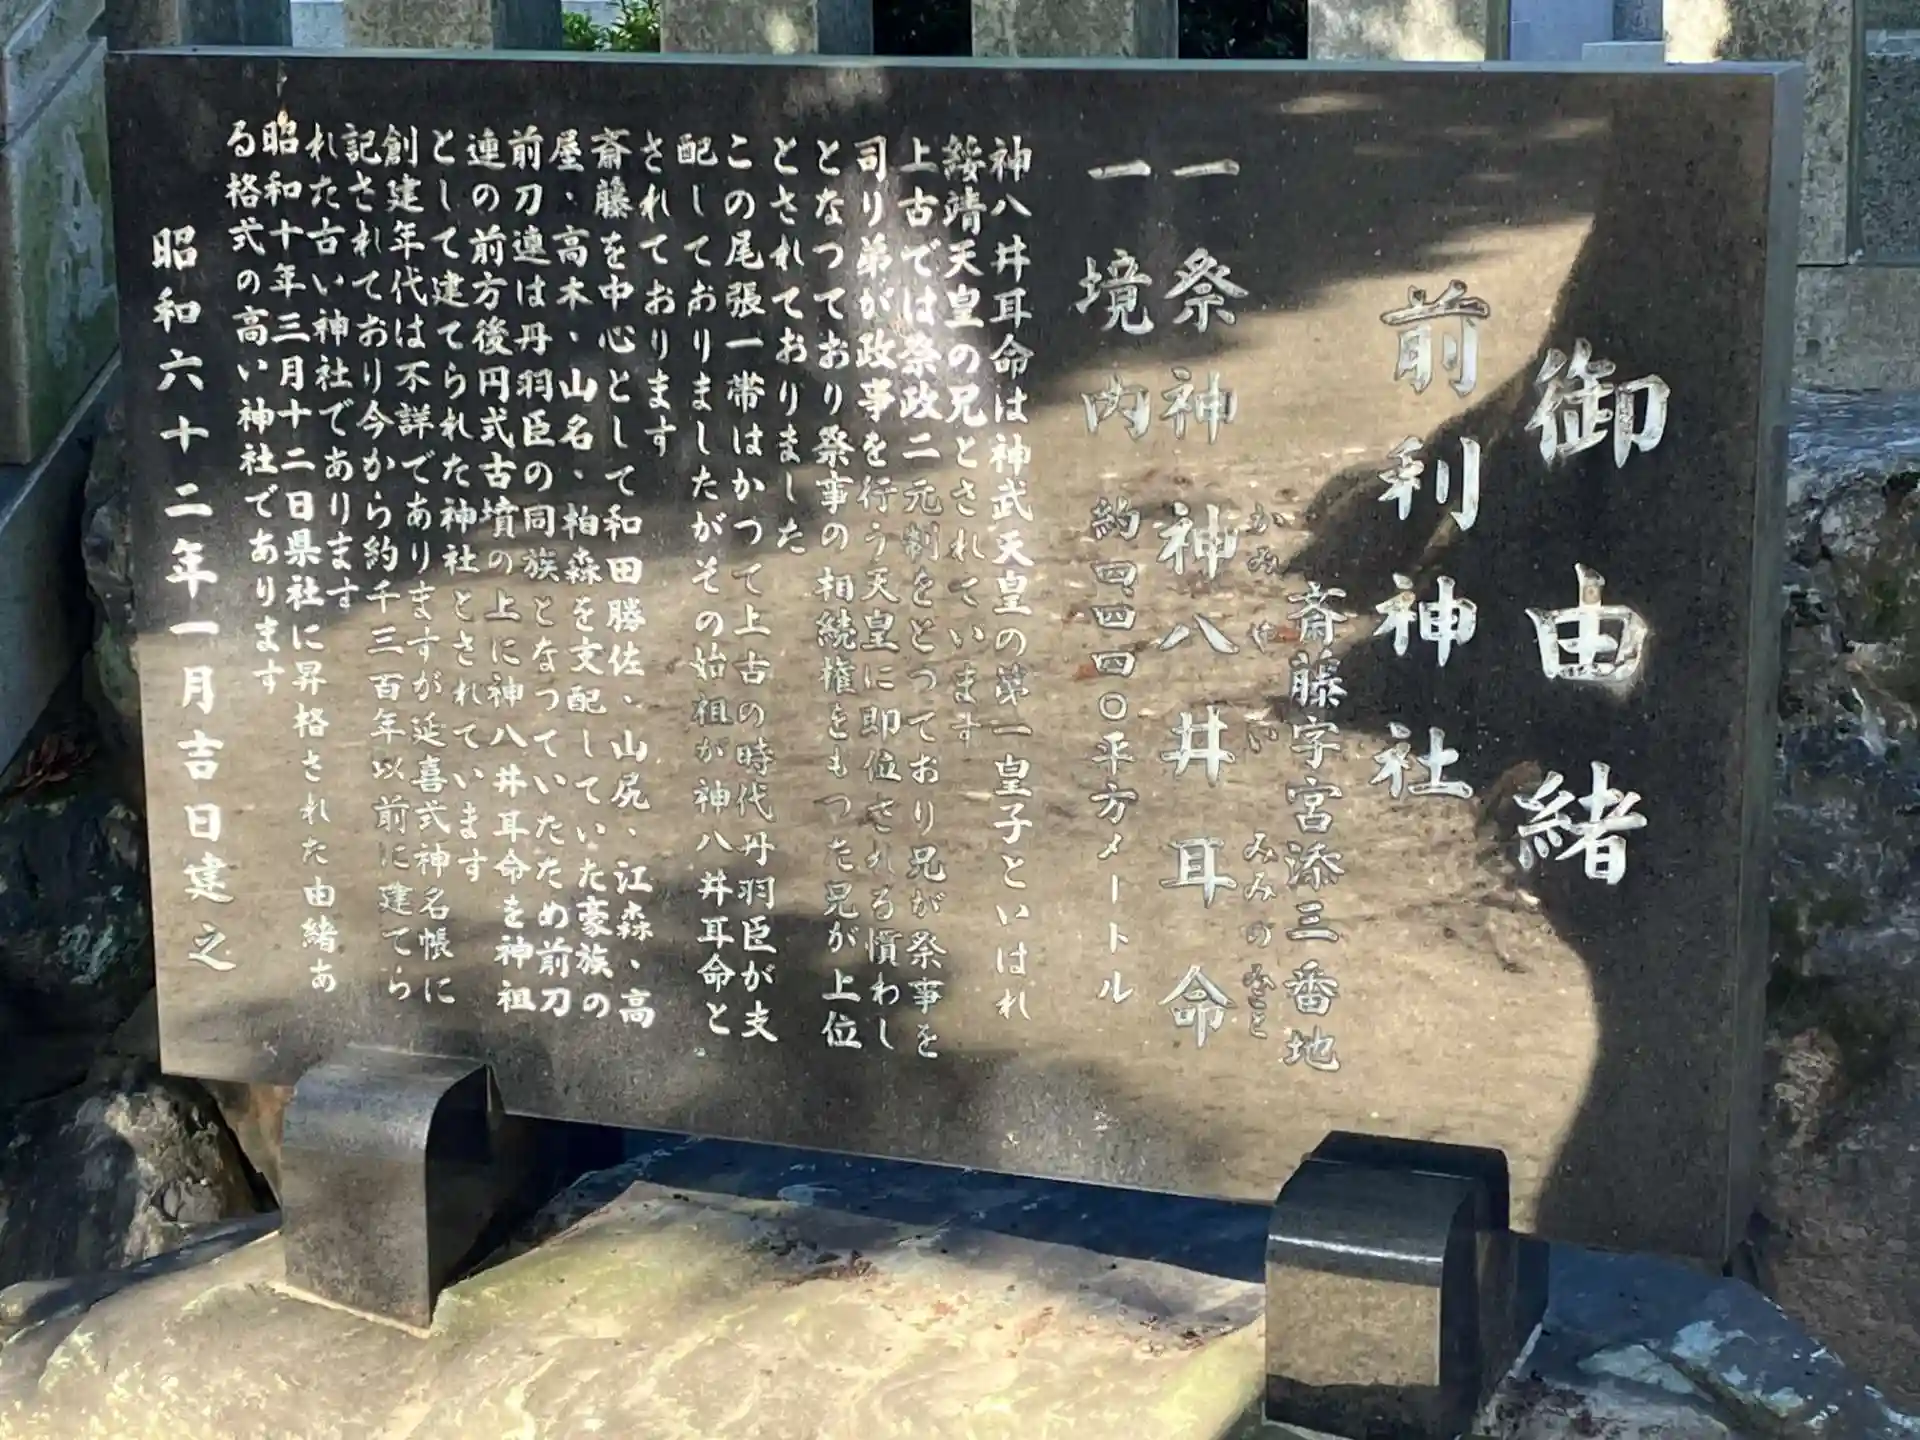 御由緒
前利神社
斎藤字宮添三番地
一 祭神 神八井耳命
かみ や い みみのみこと
一 境内 約四四四〇平方メートル
神八井耳命は神武天皇の第一皇子といはれ
綏靖天皇の兄とされています
上古では祭政二元制をとつており兄が祭事を
司り弟が政事を行う天皇に即位される慣わし
となつており祭事の相続権をもつた兄が上位
とされておりました
この尾張一帯はかつて上古の時代丹羽臣が支
配しておりましたがその始祖が神八井耳命と
されております
斎藤を中心として和田勝佐、山尻、江森、高
屋、高木、山名、柏森を支配していた豪族の
前刀連は丹羽臣の同族となつていたため前刀
連の前方後円式古墳の上に神八井耳命を神祖
として建てられた神社とされています
創建年代は不詳でありますが延喜式神名帳に
記されており今から約千三百年以前に建てら
れた古い神社であります
昭和十年三月十二日県社に昇格された由緒あ
る格式の高い神社であります
昭和六十二年一月吉日建之